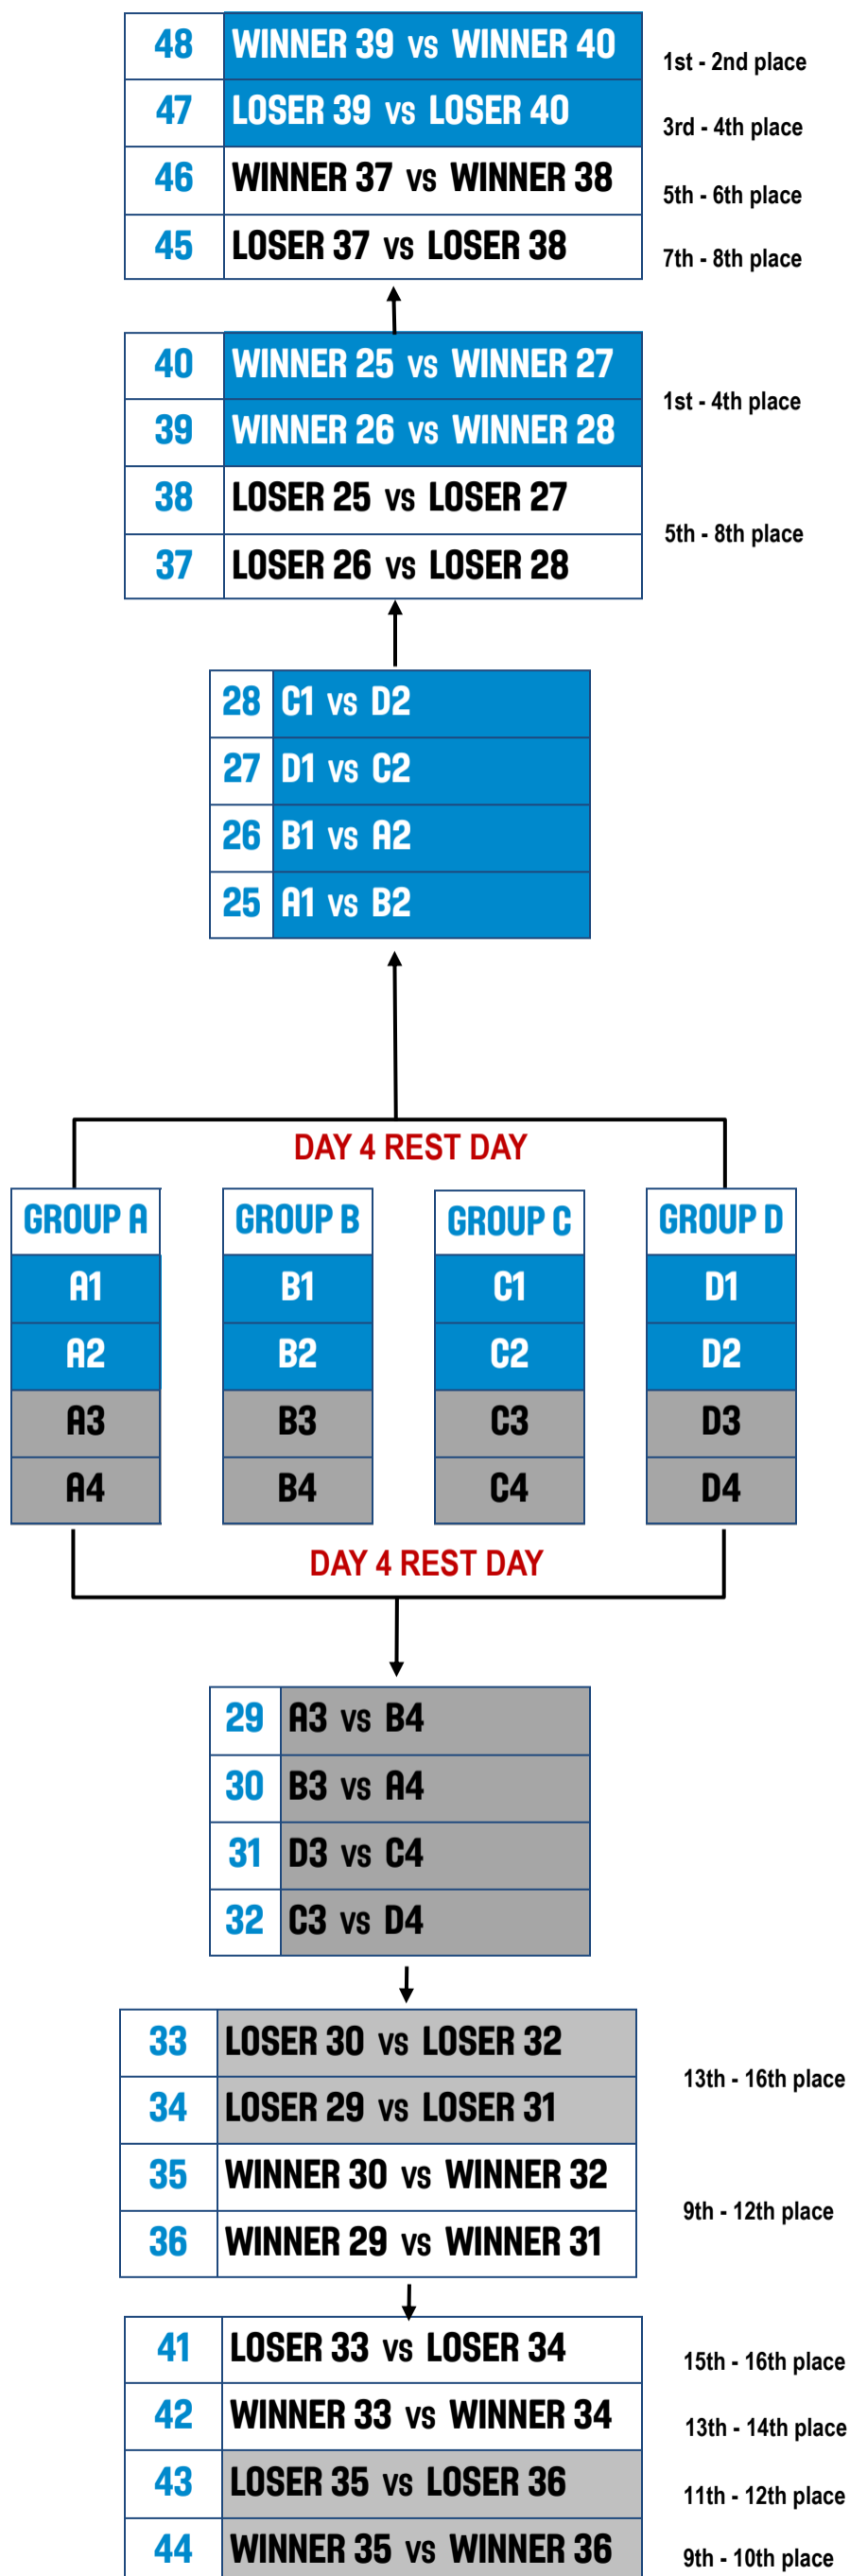 48 WINNER 39 vs WINNER 40 1st - 2nd place
47 LOSER 39 vs LOSER 40 3rd - 4th place
46 WINNER 37 vs WINNER 38 5th - 6th place
45 LOSER 37 vs LOSER 38 7th - 8th place
40 WINNER 25 vs WINNER 27
1st - 4th place
39 WINNER 26 vs WINNER 28
38 LOSER 25 vs LOSER 27
5th - 8th place
37 LOSER 26 vs LOSER 28
28 C1 vs D2
27 D1 vs C2
26 B1 vs A2
25 A1 vs B2
DAY 4 REST DAY
GROUP A GROUP B GROUP C GROUP D
A1 B1 C1 D1
A2 B2 C2 D2
A3 B3 C3 D3
A4 B4 C4 D4
DAY 4 REST DAY
29 A3 vs B4
30 B3 vs A4
31 D3 vs C4
32 C3 vs D4
33 LOSER 30 vs LOSER 32
13th - 16th place
34 LOSER 29 vs LOSER 31
35 WINNER 30 vs WINNER 32
9th - 12th place
36 WINNER 29 vs WINNER 31
41 LOSER 33 vs LOSER 34 15th - 16th place
42 WINNER 33 vs WINNER 34 13th - 14th place
43 LOSER 35 vs LOSER 36 11th - 12th place
44 WINNER 35 vs WINNER 36 9th - 10th place